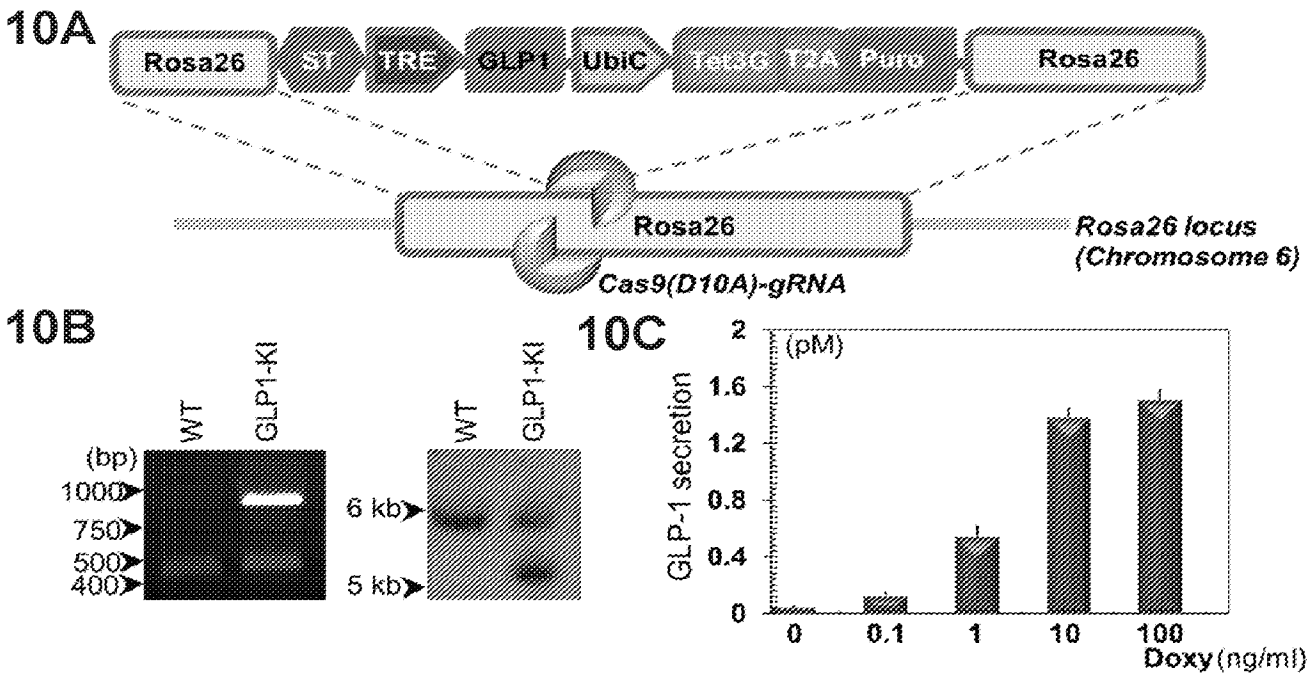 10A
Rosa26 ST TRE GLP1 UbiC Tet3G T2A Puro Rosa26
Rosa26
Rosa26 locus
(Chromosome 6)
Cas9(D10A)-gRNA
10B
WT
GLP1-KI
(bp)
1000
750
500
400
WT
GLP1-KI
6 kb
5 kb
10C
GLP-1 secretion
(pM)
2
1.6
1.2
0.8
0.4
0
0 0.1 1 10 100
Doxy (ng/ml)